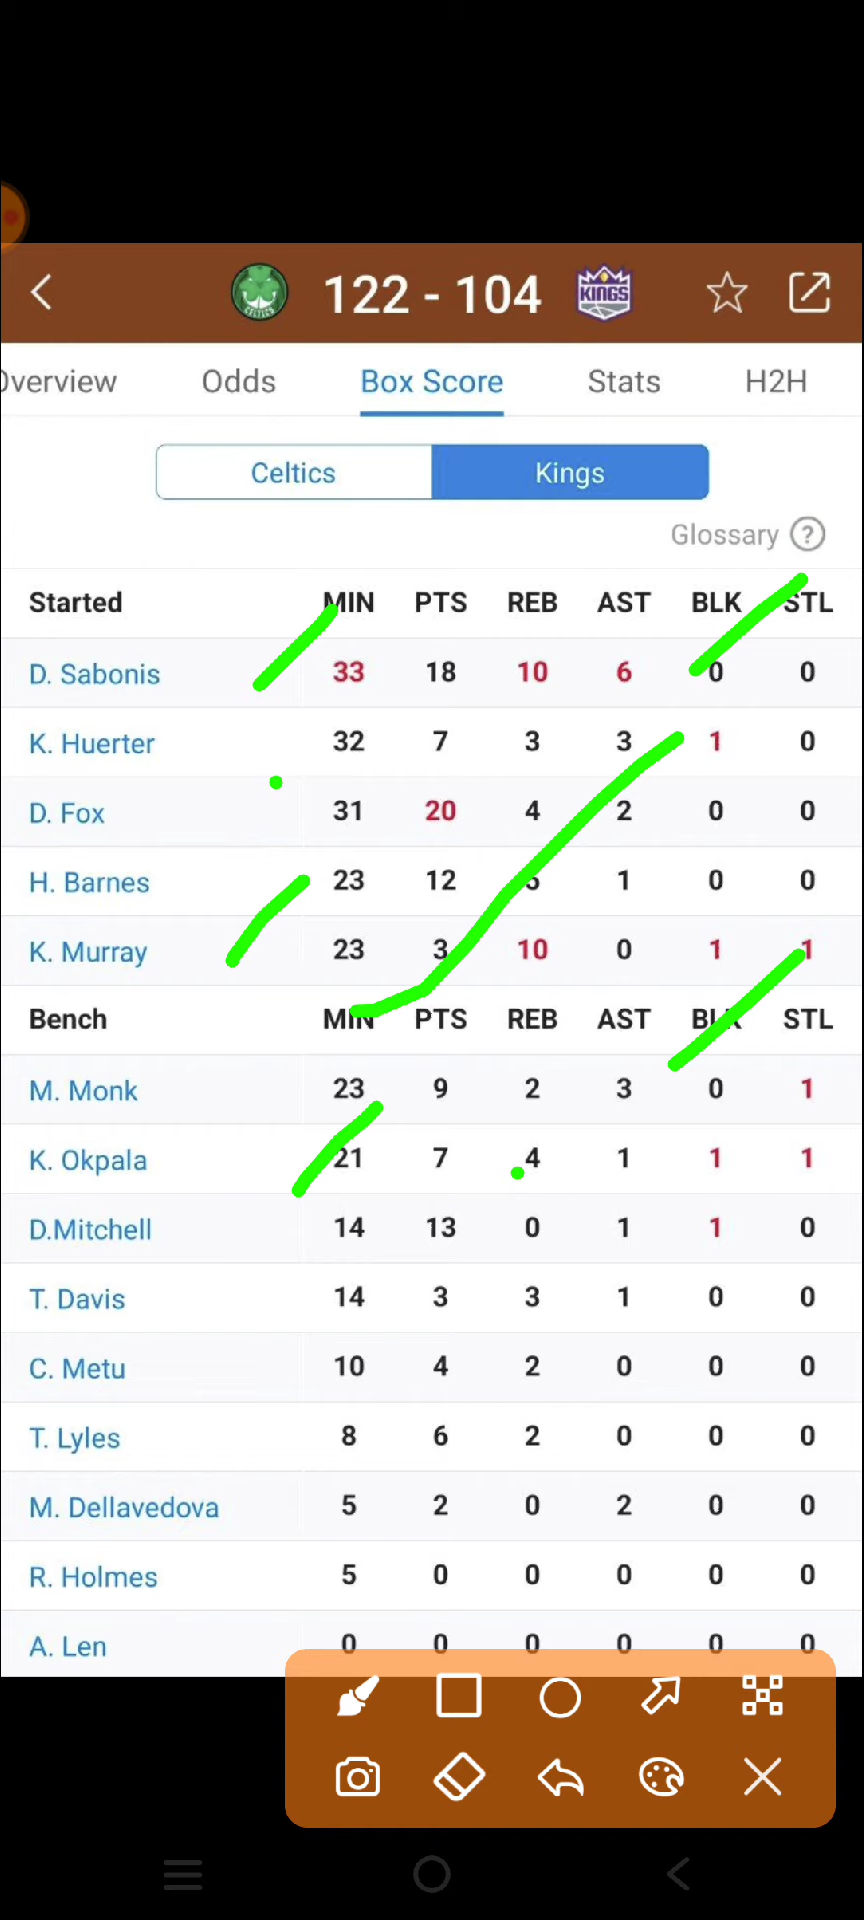 122 - 104 KINGS
CELTICS
Overview Odds Box Score Stats H2H
Celtics Kings
Glossary ?
Started MIN PTS REB AST BLK STL
D. Sabonis 33 18 10 6 0 0
K. Huerter 32 7 3 3 1 0
D. Fox 31 20 4 2 0 0
H. Barnes 23 12 1 0 0
K. Murray 23 3 10 0 1 1
Bench MIN PTS REB AST BLK STL
M. Monk 23 9 2 3 0 1
K. Okpala 21 7 4 1 1 1
D.Mitchell 14 13 0 1 1 0
T. Davis 14 3 3 1 0 0
C. Metu 10 4 2 0 0 0
T. Lyles 8 6 2 0 0 0
M. Dellavedova 5 2 0 2 0 0
R. Holmes 5 0 0 0 0 0
A. Len 0 0 0 0 0 0